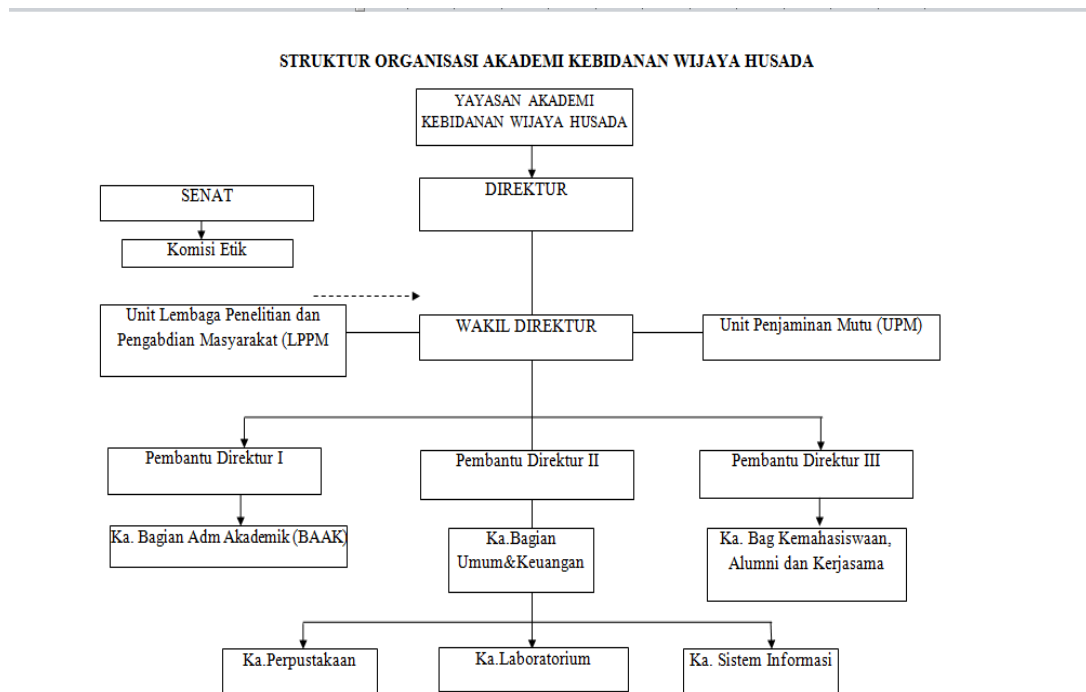 STRUKTUR ORGANISASI AKADEMI KEBIDANAN WIJAYA HUSADA
YAYASAN AKADEMI
KEBIDANAN WIJAYA HUSADA
DIREKTUR
SENAT
Komisi Etik
Unit Lembaga Penelitian dan
Pengabdian Masyarakat (LPPM
WAKIL DIREKTUR
Unit Penjaminan Mutu (UPM)
Pembantu Direktur I
Pembantu Direktur II
Pembantu Direktur III
Ka. Bagian Adm Akademik (BAAK)
Ka.Bagian
Umum&Keuangan
Ka. Bag Kemahasiswaan,
Alumni dan Kerjasama
Ka.Perpustakaan
Ka.Laboratorium
Ka. Sistem Informasi